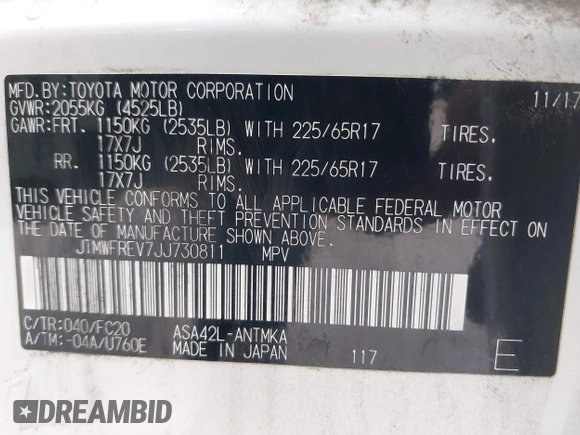 MFD.BY:TOYOTA MOTOR CORPORATION 11/17
GVWR:2055KG (4525LB)
GAWR:FRT. 1150KG (2535LB) WITH 225/65R17 TIRES.
17X7J RIMS.
RR. 1150KG (2535LB) WITH 225/65R17 TIRES.
17X7J RIMS.
THIS VEHICLE CONFORMS TO ALL APPLICABLE FEDERAL MOTOR
VEHICLE SAFETY AND THEFT PREVENTION STANDARDS IN EFFECT ON
THE DATE OF MANUFACTURE SHOWN ABOVE.
JTMWFREV7JJ730811 MPV
C/TR:040/FC20 ASA42L-ANTMKA
A/TM:-04A/U760E MADE IN JAPAN 117 E
DREAMBID